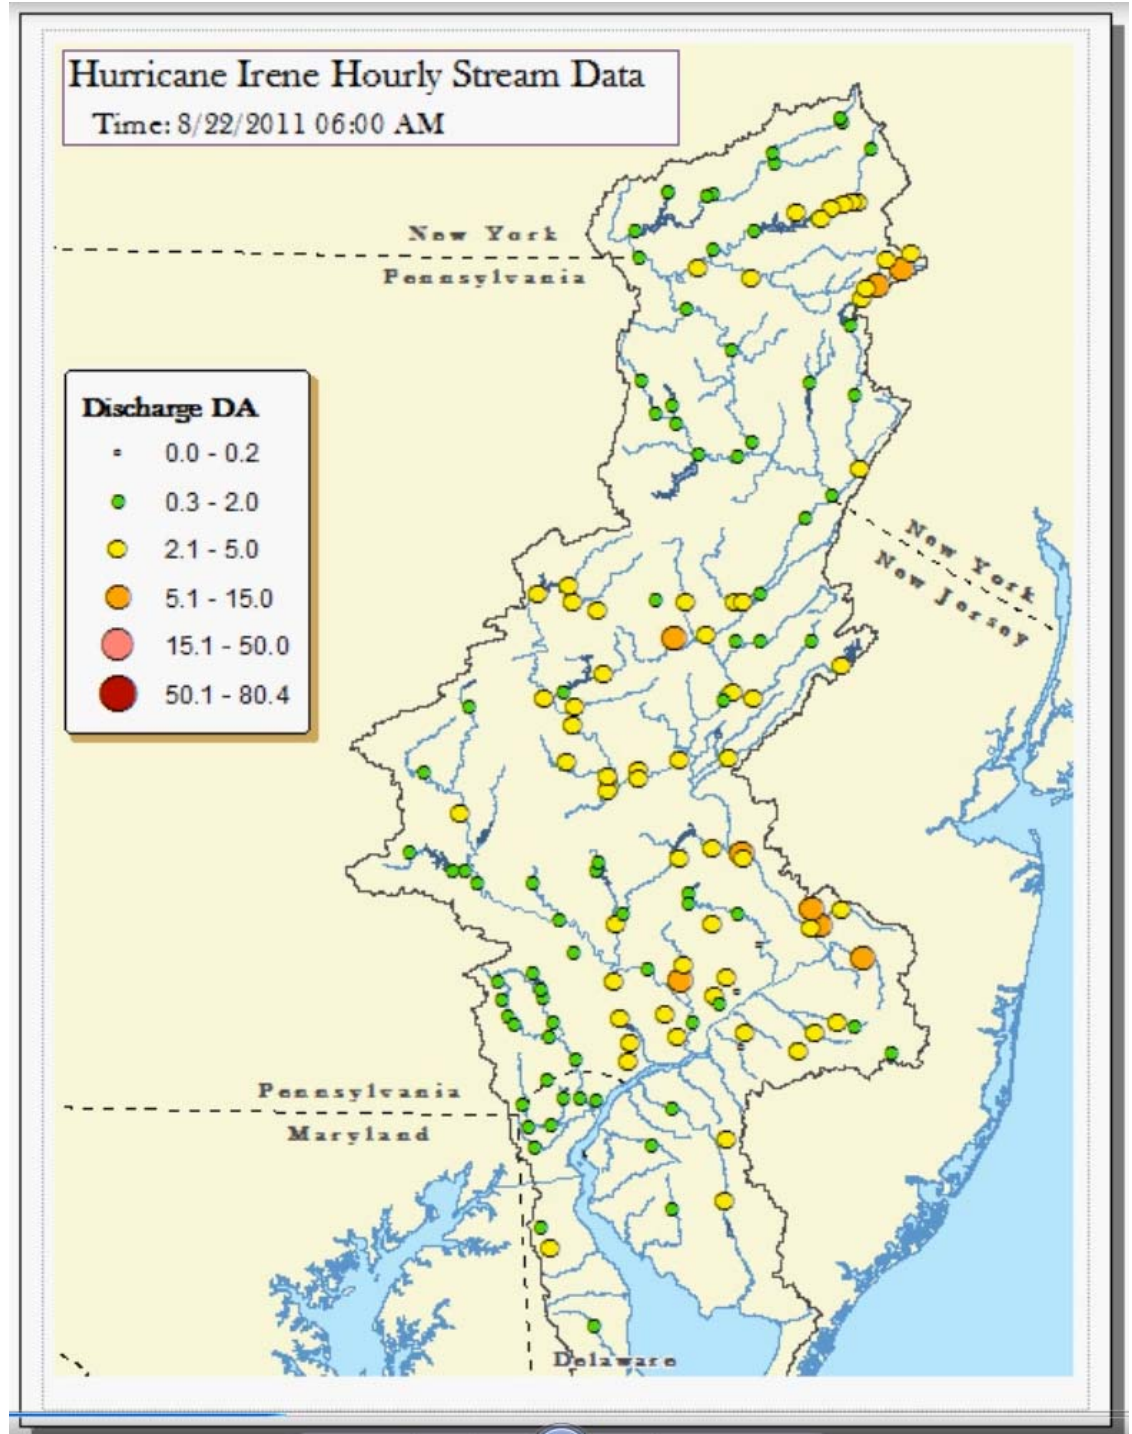 Hurricane Irene Hourly Stream Data
Time: 8/22/2011 06:00 AM
New York
Pennsylvania
Discharge DA
0.0 - 0.2
0.3 - 2.0
2.1 - 5.0
5.1 - 15.0
15.1 - 50.0
50.1 - 80.4
New York
New Jersey
Pennsylvania
Maryland
Delaware